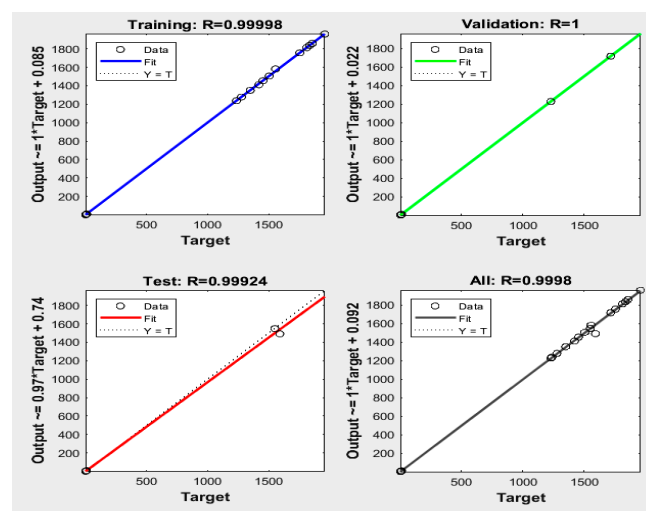 Training: R=0.99998
Output ~= 1*Target + 0.085
1800
1600
1400
1200
1000
800
600
400
200
Data
Fit
Y = T
500
1000
1500
Target
Validation: R=1
Output ~= 1*Target + 0.022
1800
1600
1400
1200
1000
800
600
400
200
Data
Fit
Y = T
500
1000
1500
Target
Test: R=0.99924
Output ~= 0.97*Target + 0.74
1800
1600
1400
1200
1000
800
600
400
200
Data
Fit
Y = T
500
1000
1500
Target
All: R=0.9998
Output ~= 1*Target + 0.092
1800
1600
1400
1200
1000
800
600
400
200
Data
Fit
Y = T
500
1000
1500
Target